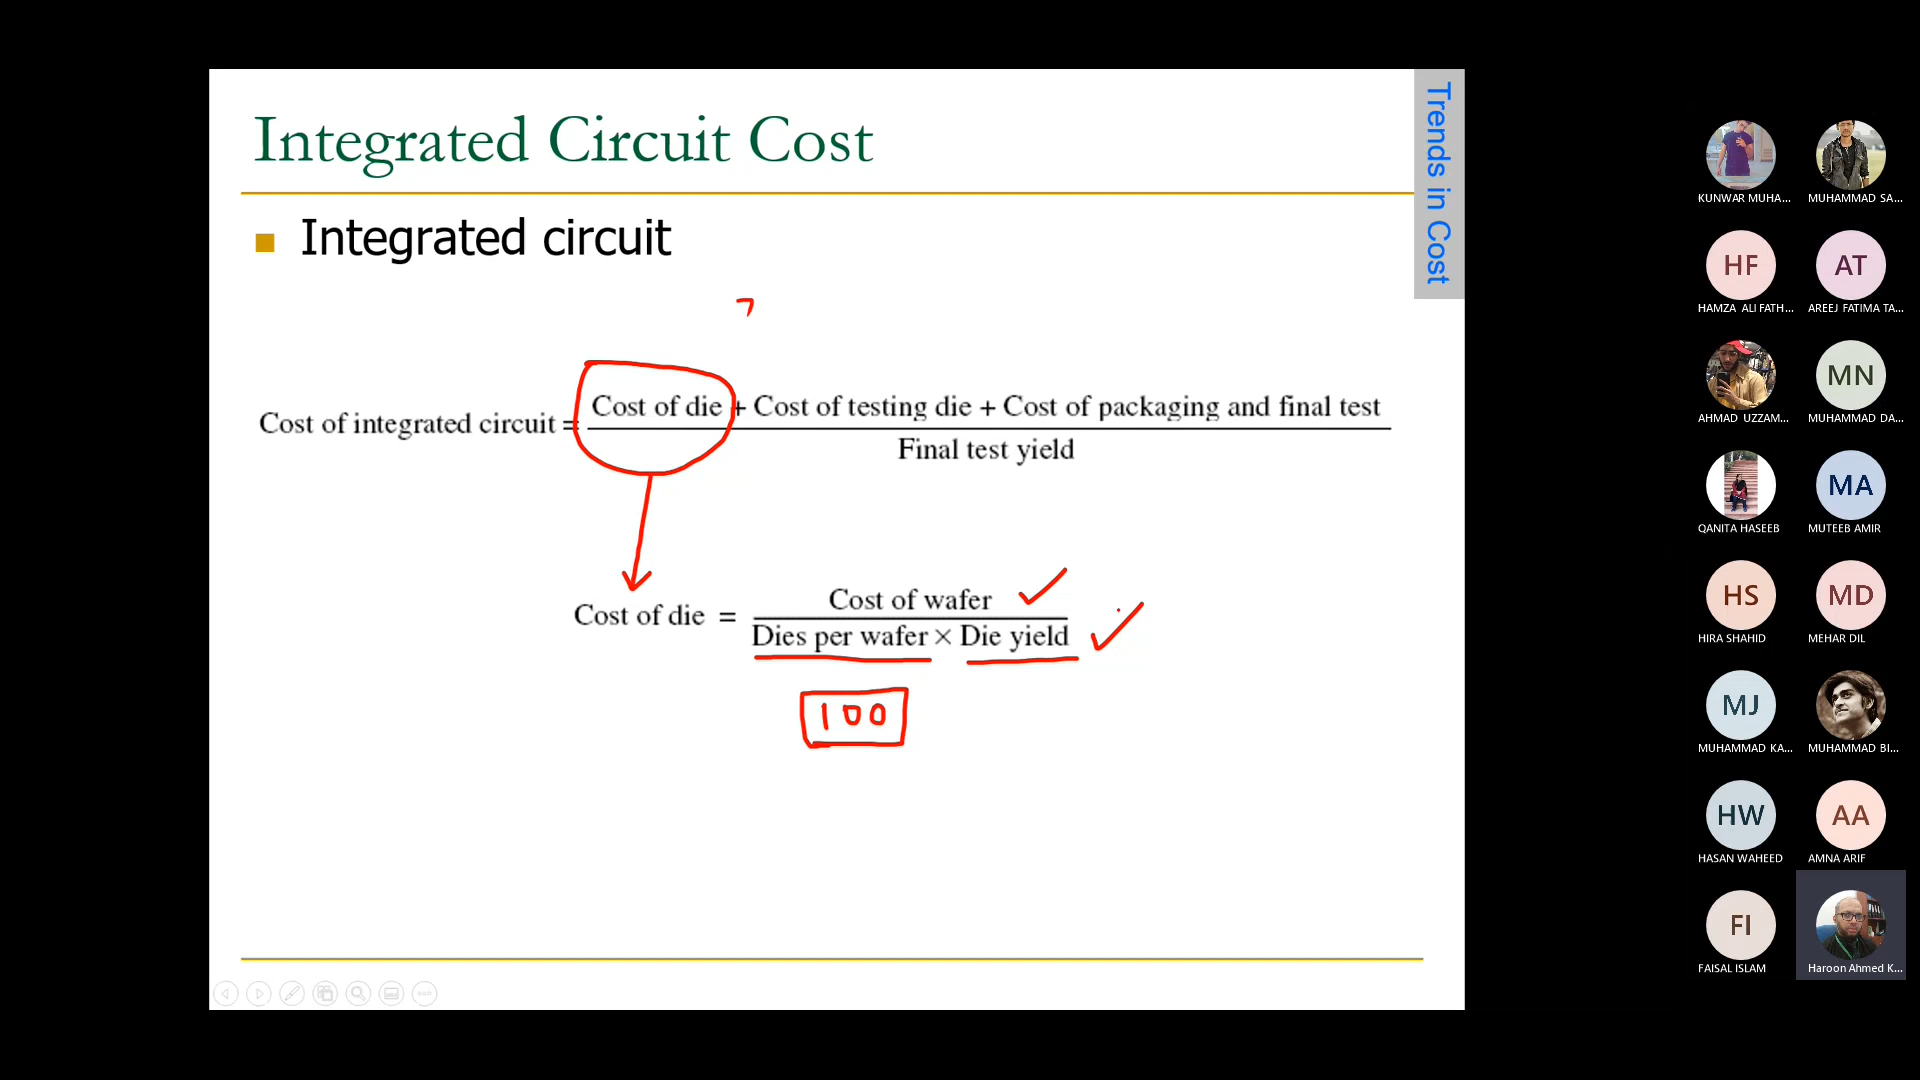 Integrated Circuit Cost
Trends in Cost
Integrated circuit
Cost of integrated circuit = Cost of die + Cost of testing die + Cost of packaging and final test
Final test yield
Cost of die = Cost of wafer
Dies per wafer × Die yield
100
KUNWAR MUHA...
MUHAMMAD SA...
HF
HAMZA ALI FATH...
AT
AREEJ FATIMA TA...
AHMAD UZZAM...
MN
MUHAMMAD DA...
QANITA HASEEB
MA
MUTEEB AMIR
HS
HIRA SHAHID
MD
MEHAR DIL
MJ
MUHAMMAD KA...
MUHAMMAD BI...
HW
HASAN WAHEED
AA
AMNA ARIF
FI
FAISAL ISLAM
Haroon Ahmed K...